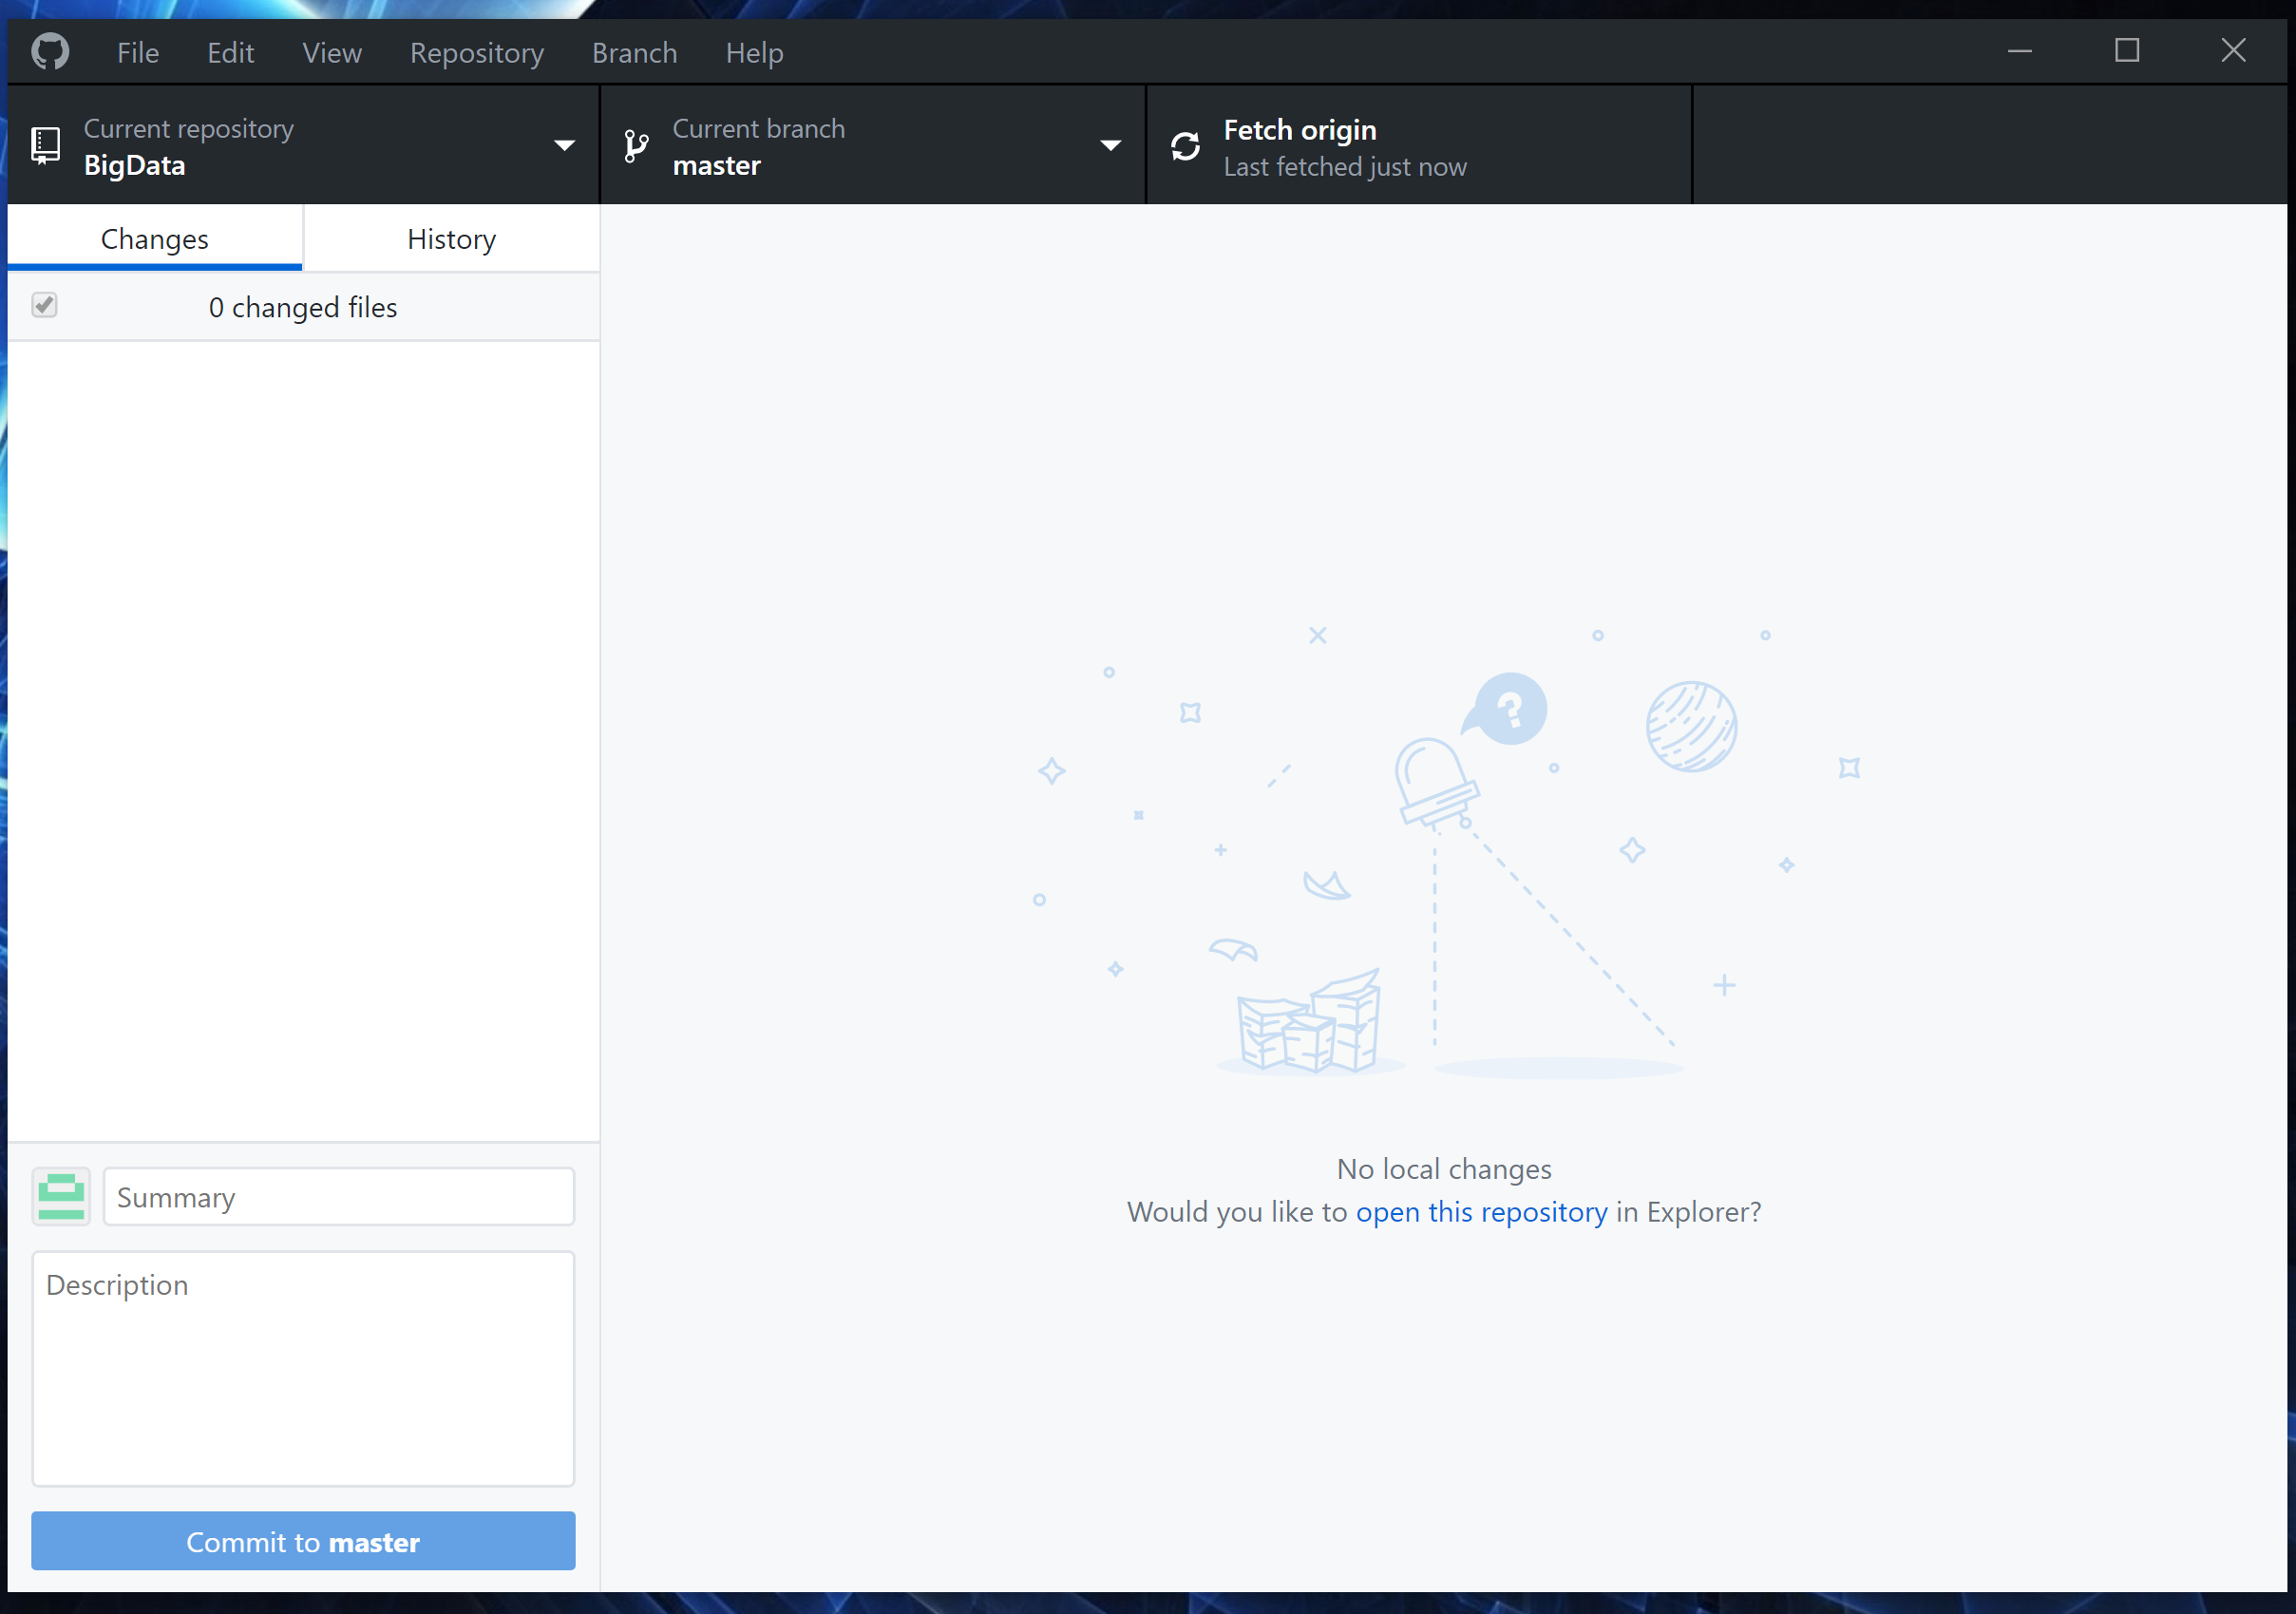 File Edit View Repository Branch Help
Current repository
BigData
Current branch
master
Fetch origin
Last fetched just now
Changes
History
0 changed files
?
No local changes
Would you like to open this repository in Explorer?
Summary
Description
Commit to master